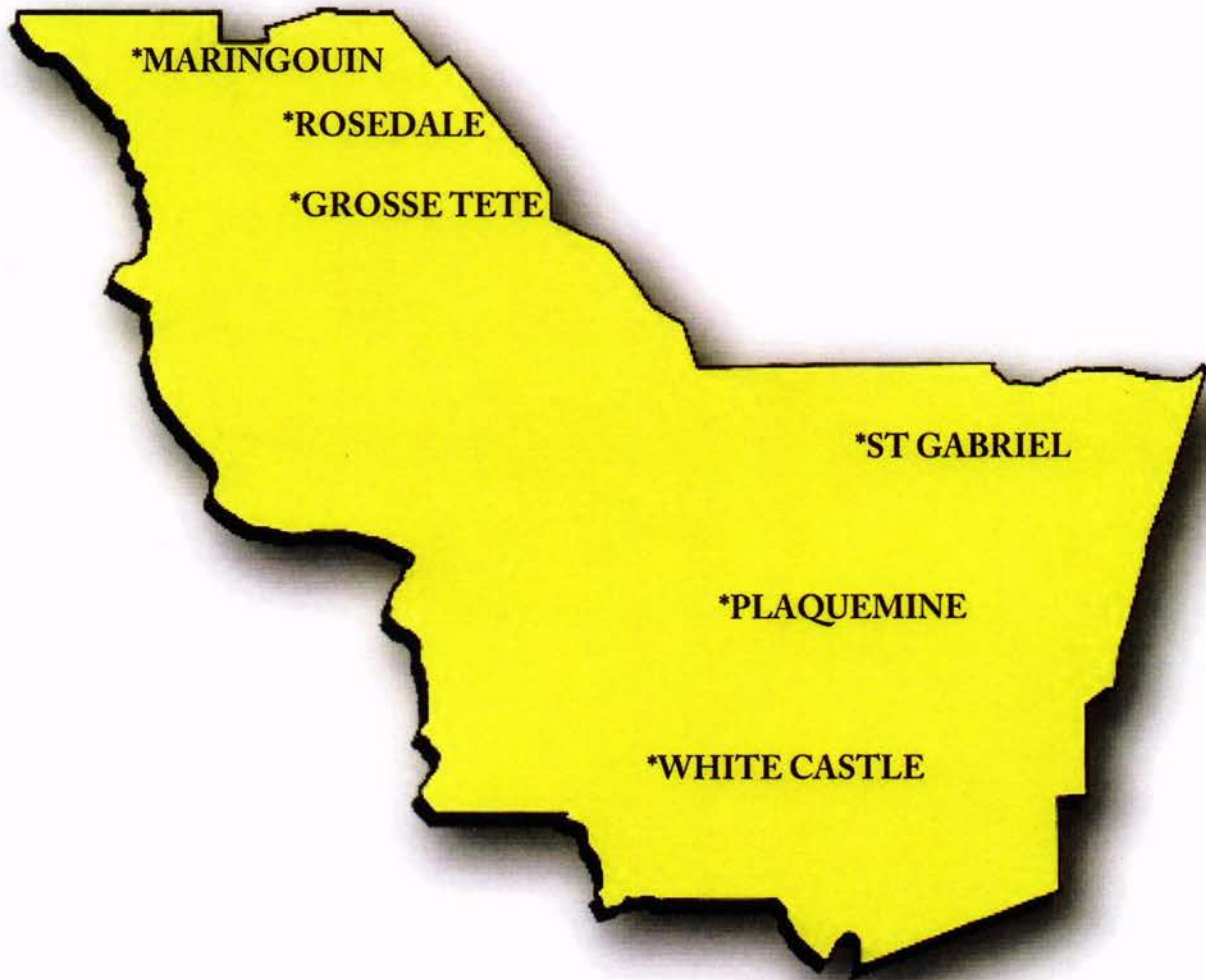 *MARINGOUIN
*ROSEDALE
*GROSSE TETE
*ST GABRIEL
*PLAQUEMINE
*WHITE CASTLE